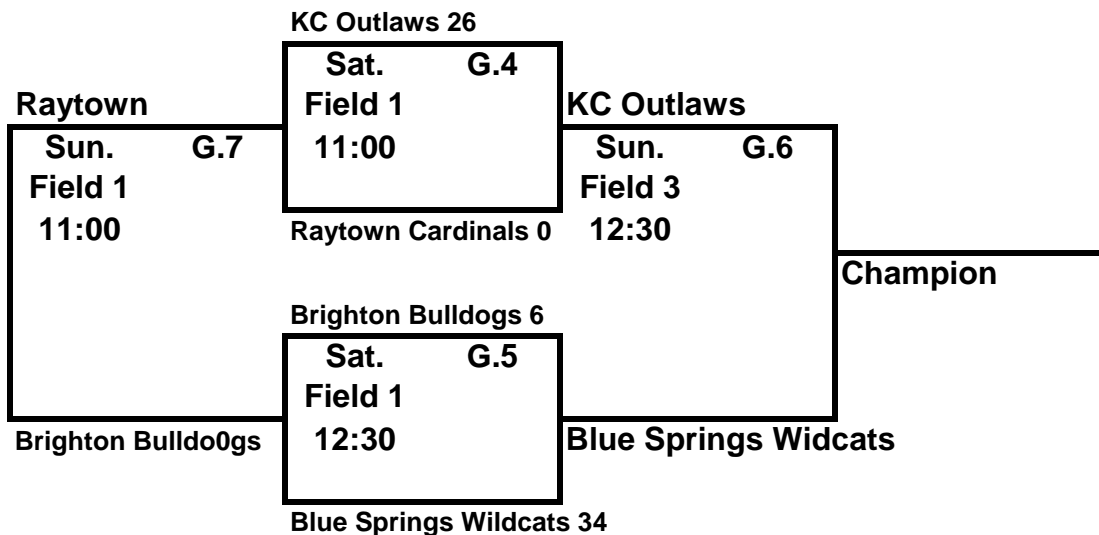 KC Outlaws 26
Sat. G.4
Raytown Field 1 KC Outlaws
Sun. G.7 11:00 Sun. G.6
Field 1 Field 3
11:00 Raytown Cardinals 0 12:30
Champion
Brighton Bulldogs 6
Sat. G.5
Field 1
Brighton Bulldo0gs 12:30 Blue Springs Widcats
Blue Springs Wildcats 34